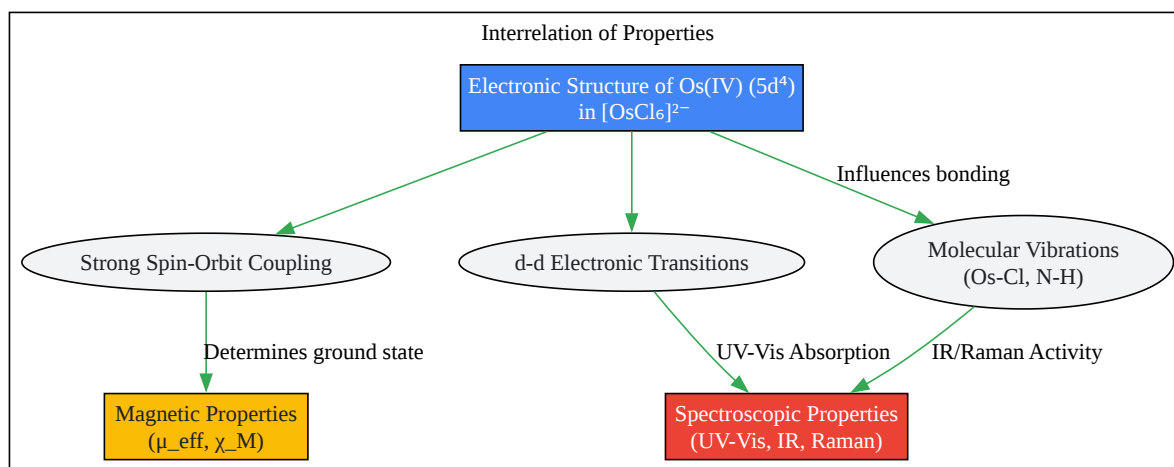 Interrelation of Properties
Electronic Structure of Os(IV) (5d⁴)
in [OsCl₆]²⁻
Influences bonding
Strong Spin-Orbit Coupling
d-d Electronic Transitions
Molecular Vibrations
(Os-Cl, N-H)
Determines ground state
UV-Vis Absorption
IR/Raman Activity
Magnetic Properties
(μ_eff, χ_M)
Spectroscopic Properties
(UV-Vis, IR, Raman)